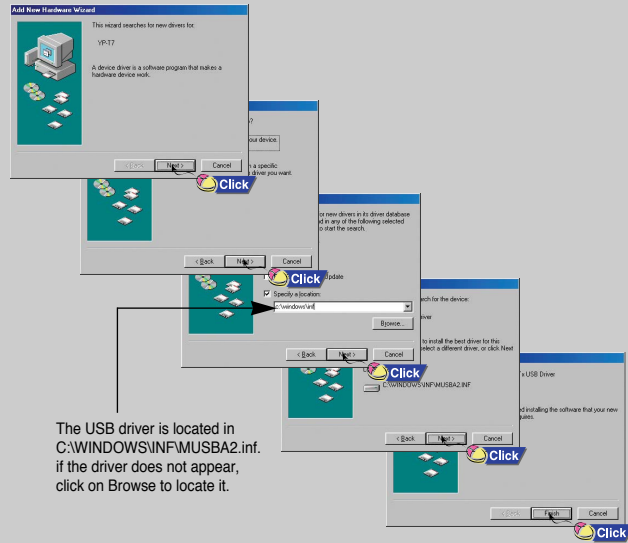 Add New Hardware Wizard
This wizard searches for new drivers for:
YP-T7
A device driver is a software program that makes a
hardware device work.
< Back Next > Cancel
Click
?
our device.
a specific
driver you want.
< Back Next > Cancel
Click
or new drivers in its driver database
d in any of the following selected
o start the search.
pdate
Specify a location:
c:\windows\inf
Browse...
< Back Next > Cancel
Click
rch for the device:
iver
to install the best driver for this
elect a different driver, or click Next
C:\WINDOWS\INF\MUSBA2.INF
< Back Next > Cancel
Click
USB Driver
d installing the software that your new
quires.
< Back Finish Cancel
Click
The USB driver is located in
C:\WINDOWS\INF\MUSBA2.inf.
if the driver does not appear,
click on Browse to locate it.